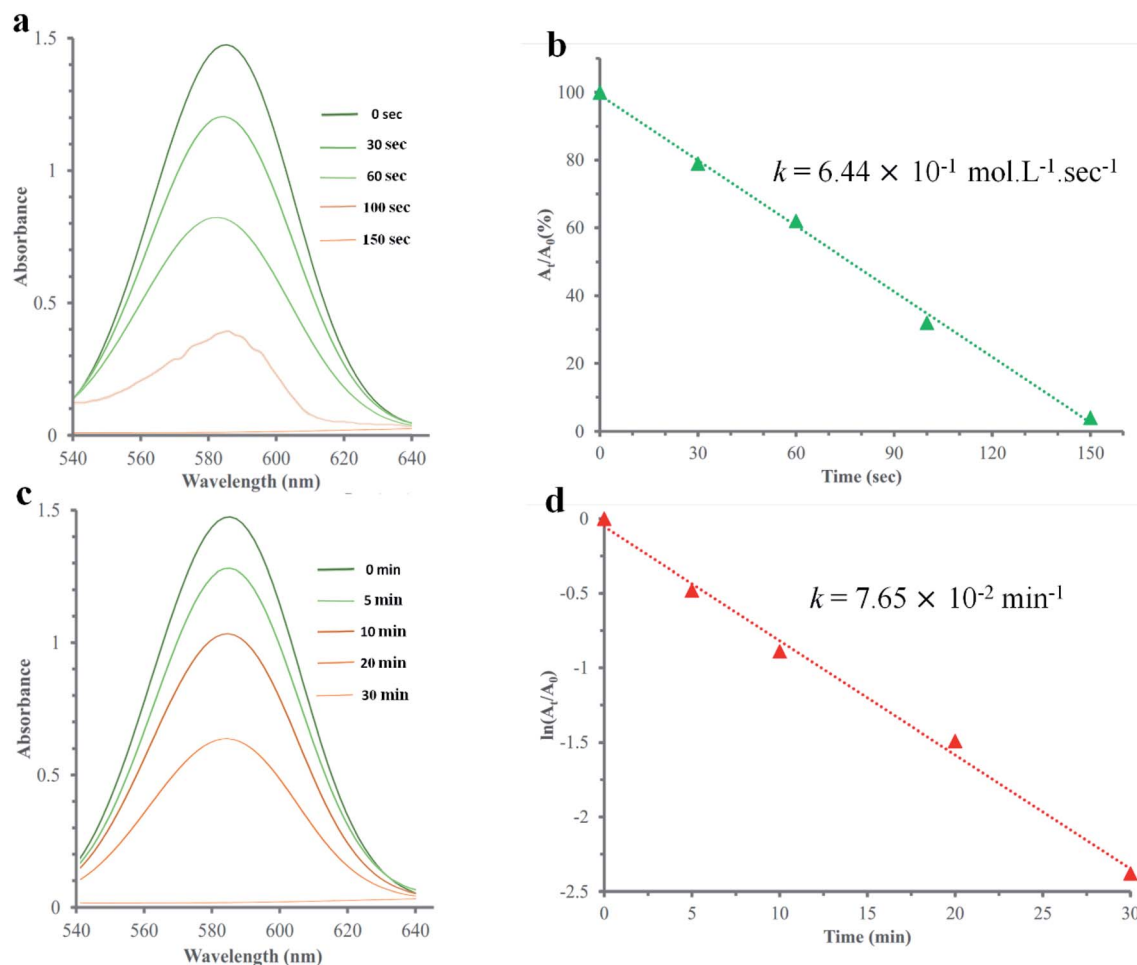 a
1.5
1
0.5
0
540
560
580
600
620
640
Absorbance
Wavelength (nm)
0 sec
30 sec
60 sec
100 sec
150 sec
b
100
80
60
40
20
0
0
30
60
90
120
150
Aₜ/A₀(%)
Time (sec)
k = 6.44 × 10⁻¹ mol.L⁻¹.sec⁻¹
c
1.5
1
0.5
0
540
560
580
600
620
640
Absorbance
Wavelength (nm)
0 min
5 min
10 min
20 min
30 min
d
0
-0.5
-1
-1.5
-2
-2.5
0
5
10
15
20
25
30
ln(Aₜ/A₀)
Time (min)
k = 7.65 × 10⁻² min⁻¹